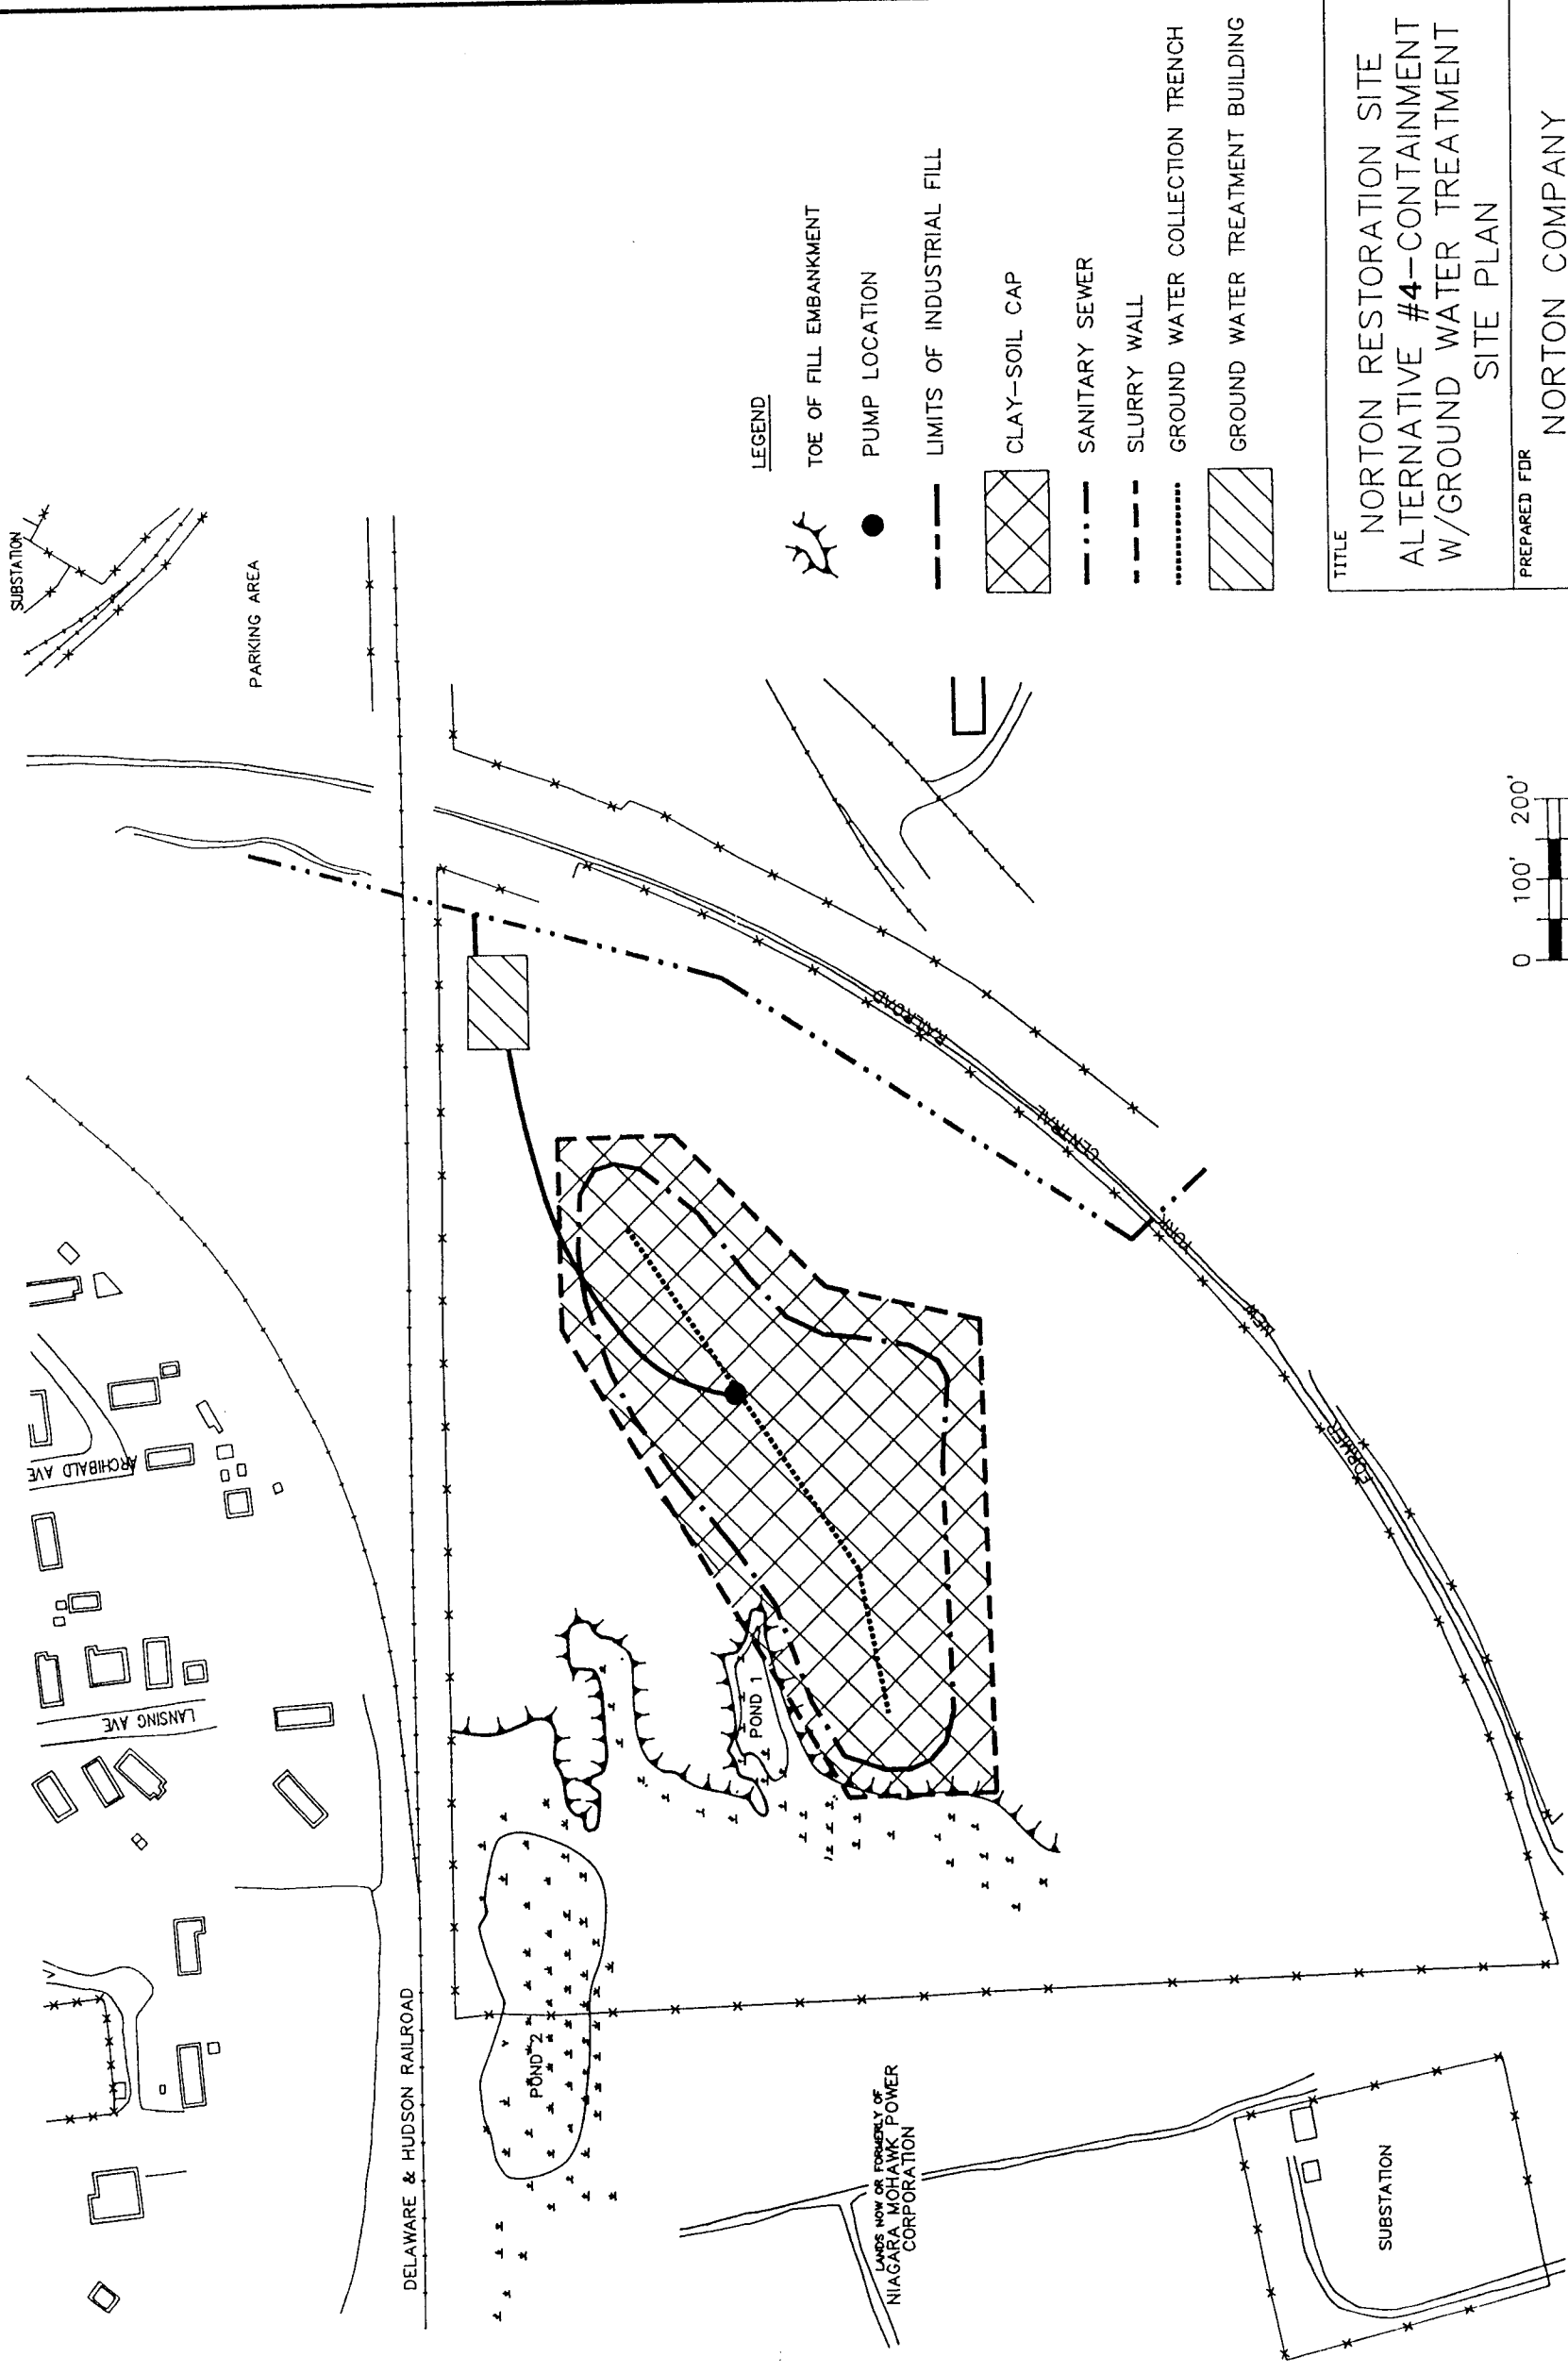 SUBSTATION
PARKING AREA
ARCHIBALD AVE
LANSING AVE
DELAWARE & HUDSON RAILROAD
POND 1
POND 2
LANDS NOW OR FORMERLY OF
NIAGARA MOHAWK POWER
CORPORATION
SUBSTATION
FORMER NEW YORK CENTRAL RAILROAD
LEGEND
TOE OF FILL EMBANKMENT
PUMP LOCATION
LIMITS OF INDUSTRIAL FILL
CLAY-SOIL CAP
SANITARY SEWER
SLURRY WALL
GROUND WATER COLLECTION TRENCH
GROUND WATER TREATMENT BUILDING
0 100' 200'
TITLE
NORTON RESTORATION SITE
ALTERNATIVE #4-CONTAINMENT
W/GROUND WATER TREATMENT
SITE PLAN
PREPARED FOR
NORTON COMPANY